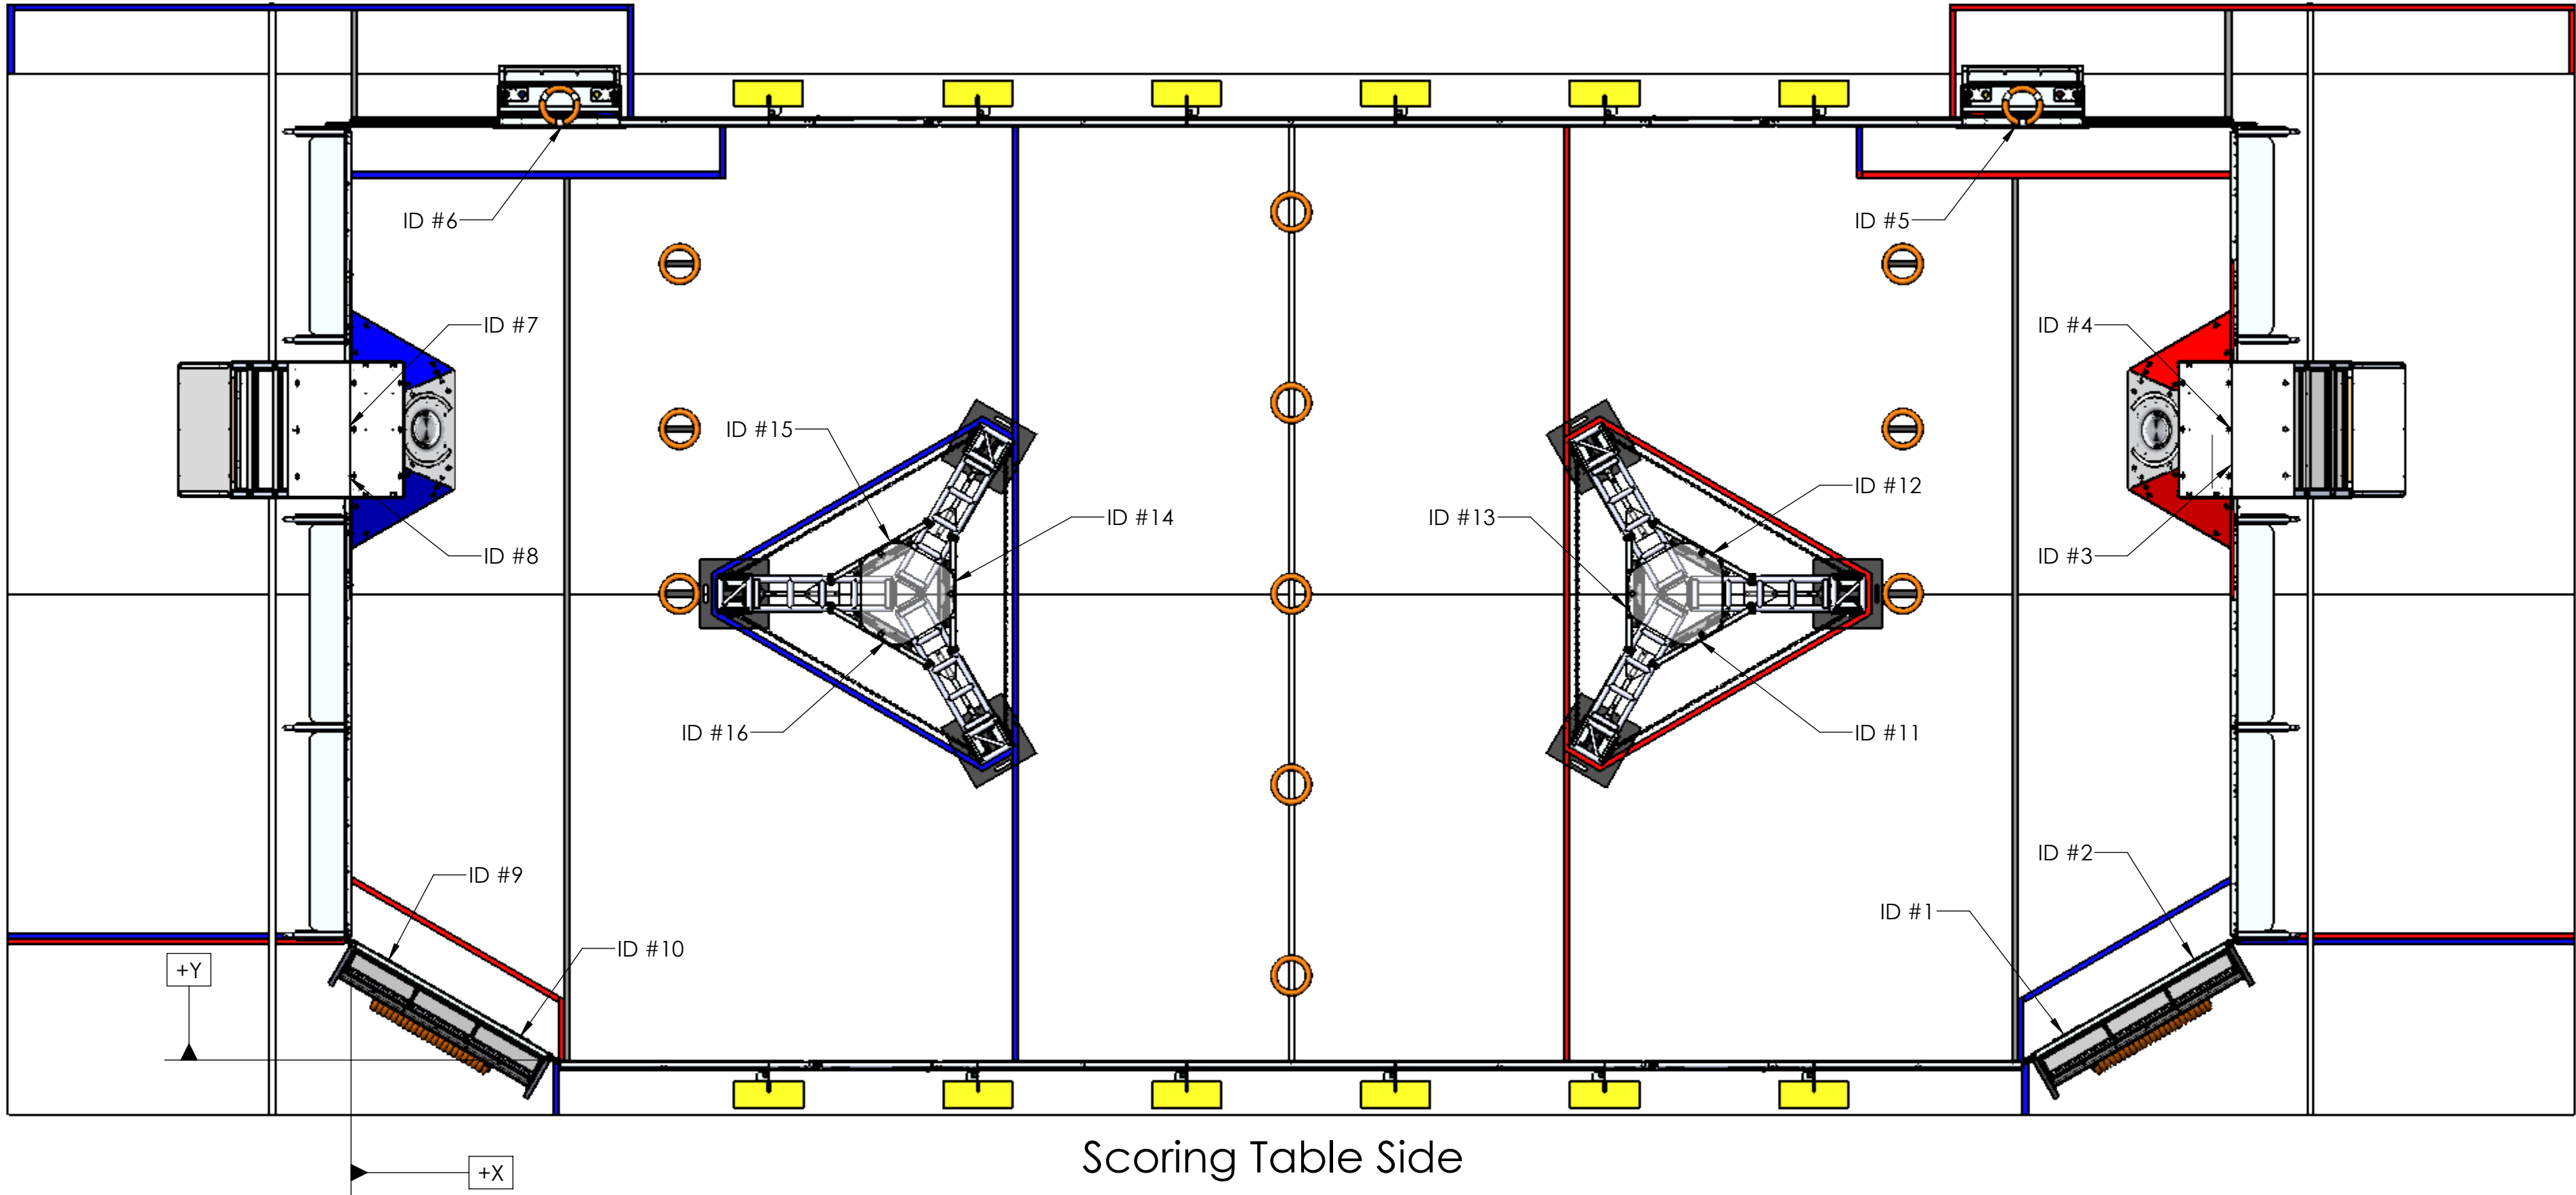 ID #6
ID #5
ID #7
ID #4
ID #15
ID #14
ID #13
ID #12
ID #8
ID #3
ID #16
ID #11
ID #9
ID #2
ID #1
ID #10
+Y
Scoring Table Side
+X